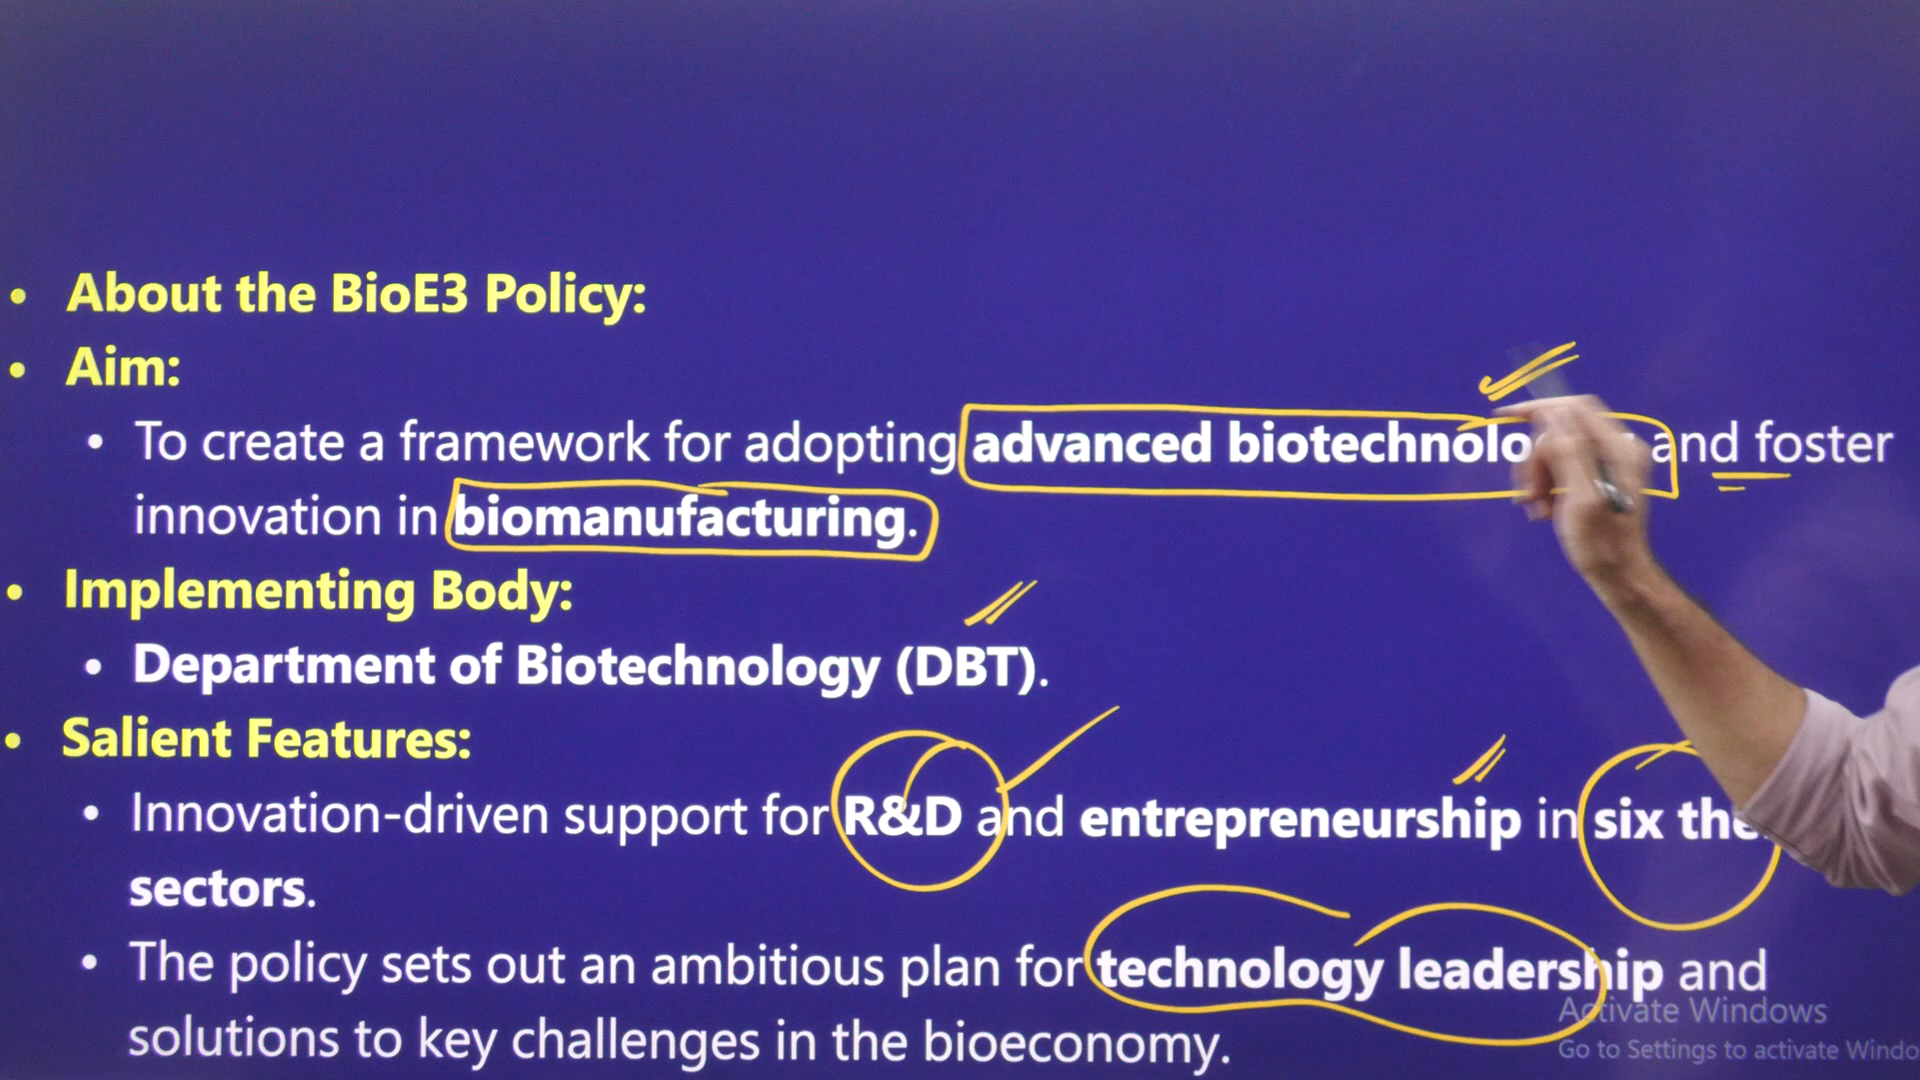 • About the BioE3 Policy:
• Aim:
• To create a framework for adopting advanced and foster
innovation in biomanufacturing.
• Implementing Body:
• Department of Biotechnology (DBT).
• Salient Features:
• Innovation-driven support for R&D and entrepreneurship in six
sectors.
• The policy sets out an ambitious plan for technology leadership and
solutions to key challenges in the bioeconomy.
Activate Windows
Go to Settings to activate